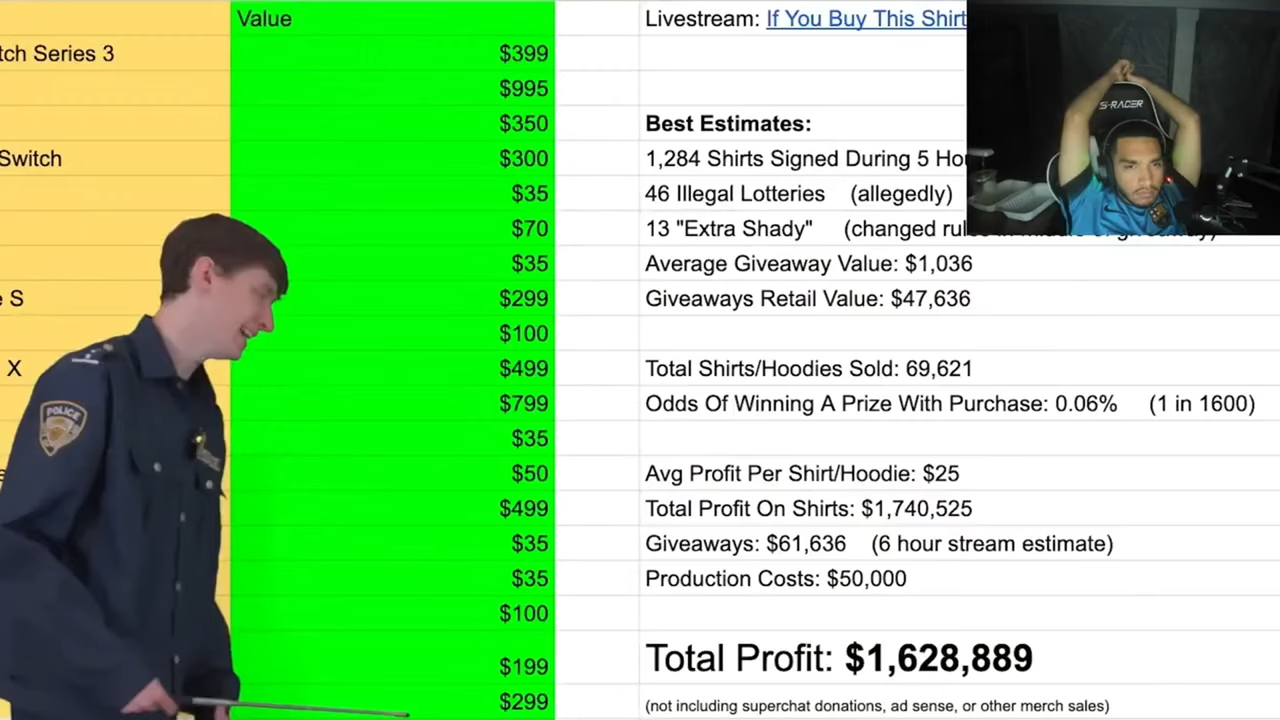 Value
Livestream: If You Buy This Shirt
tch Series 3
$399
$995
$350
Best Estimates:
Switch
$300
1,284 Shirts Signed During 5
$35
46 Illegal Lotteries (allegedly)
$70
13 "Extra Shady" (changed rules in middle of giveaway)
$35
Average Giveaway Value: $1,036
e S
$299
Giveaways Retail Value: $47,636
$100
X
$499
Total Shirts/Hoodies Sold: 69,621
$799
Odds Of Winning A Prize With Purchase: 0.06% (1 in 1600)
$35
$50
Avg Profit Per Shirt/Hoodie: $25
$499
Total Profit On Shirts: $1,740,525
$35
Giveaways: $61,636 (6 hour stream estimate)
$35
Production Costs: $50,000
$100
$199
Total Profit: $1,628,889
$299
(not including superchat donations, ad sense, or other merch sales)
S-RACER
POLICE